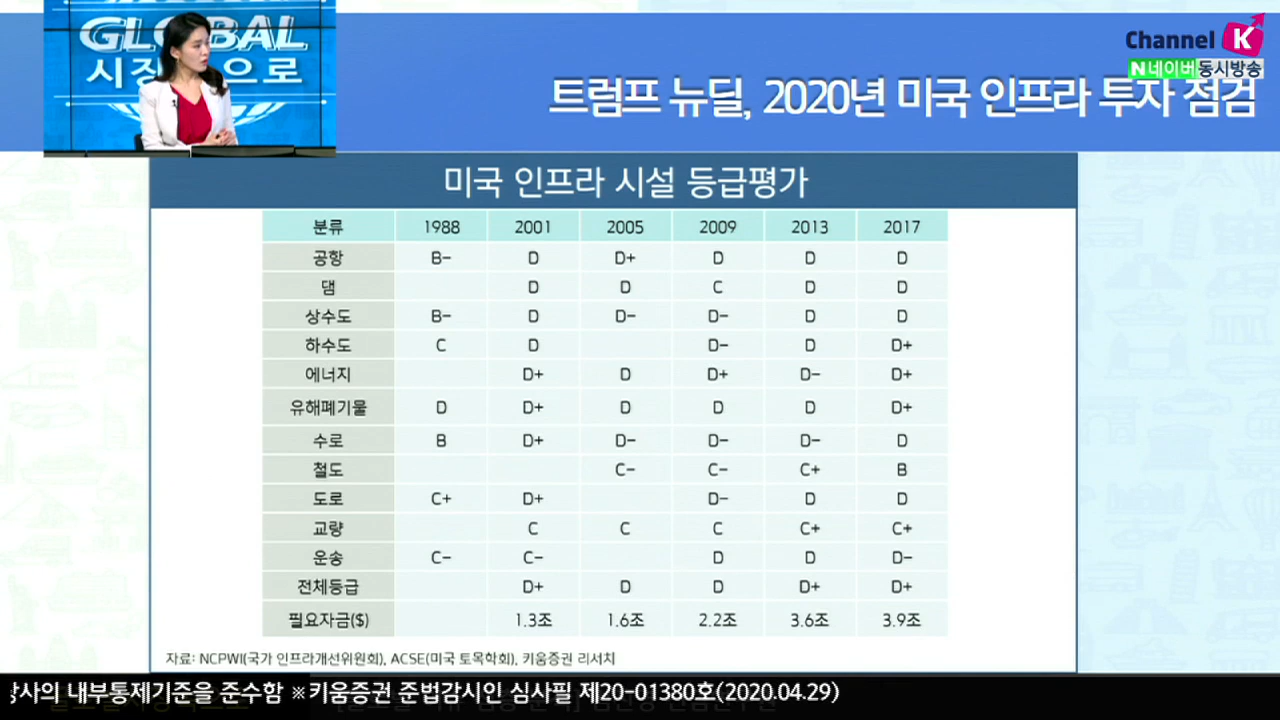 GLOBAL
시장 으로
Channel K
N 네이버 동시방송
트럼프 뉴딜, 2020년 미국 인프라 투자 점검
미국 인프라 시설 등급평가
분류 1988 2001 2005 2009 2013 2017
공항 B- D D+ D D D
댐 D D C D D
상수도 B- D D- D- D D
하수도 C D D- D D+
에너지 D+ D D+ D- D+
유해폐기물 D D+ D D D D+
수로 B D+ D- D- D- D
철도 C- C- C+ B
도로 C+ D+ D- D D
교량 C C C C+ C+
운송 C- C- D D D-
전체등급 D+ D D D+ D+
필요자금($) 1.3조 1.6조 2.2조 3.6조 3.9조
자료: NCPWI(국가 인프라개선위원회), ACSE(미국 토목학회), 키움증권 리서치
사의 내부통제기준을 준수함 ※키움증권 준법감시인 심사필 제20-01380호(2020.04.29)